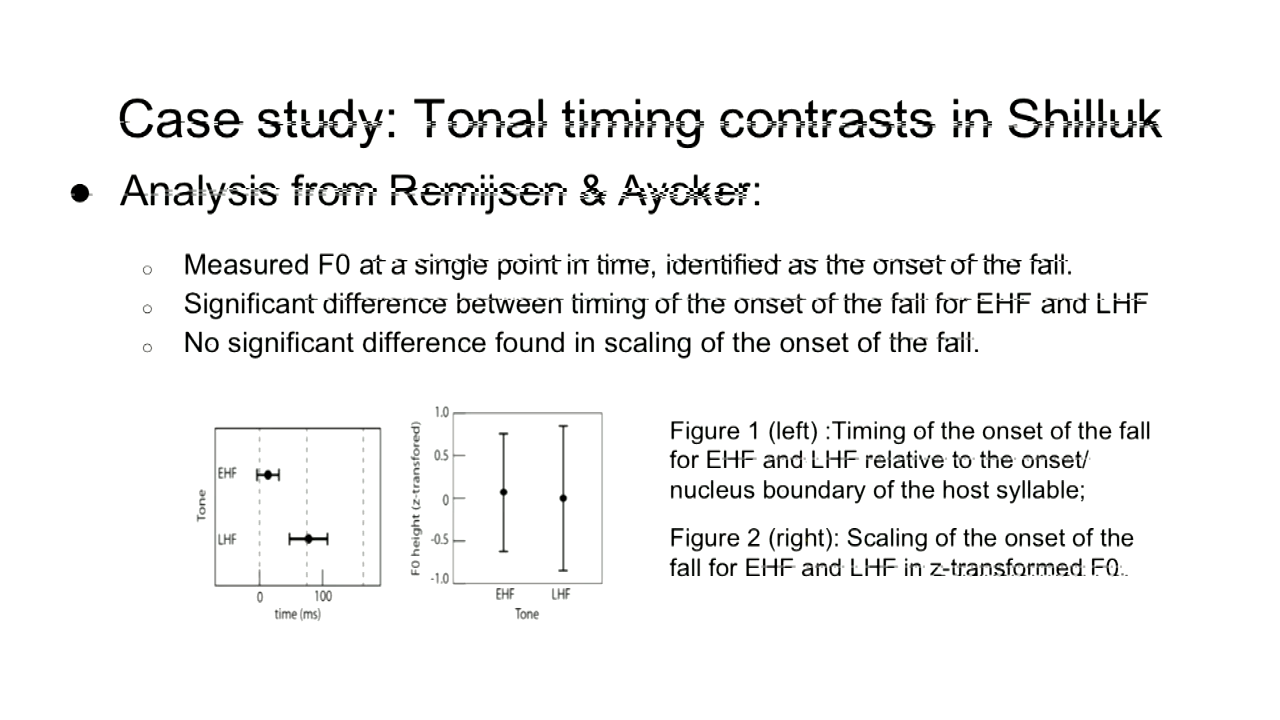 Case study: Tonal timing contrasts in Shilluk
● Analysis from Remijsen & Ayoker:
○ Measured F0 at a single point in time, identified as the onset of the fall.
○ Significant difference between timing of the onset of the fall for EHF and LHF
○ No significant difference found in scaling of the onset of the fall.
Tone
EHF
LHF
0 100
time (ms)
F0 height (z-transfored)
1.0
0.5
0
-0.5
-1.0
EHF LHF
Tone
Figure 1 (left) :Timing of the onset of the fall
for EHF and LHF relative to the onset/
nucleus boundary of the host syllable;
Figure 2 (right): Scaling of the onset of the
fall for EHF and LHF in z-transformed F0.